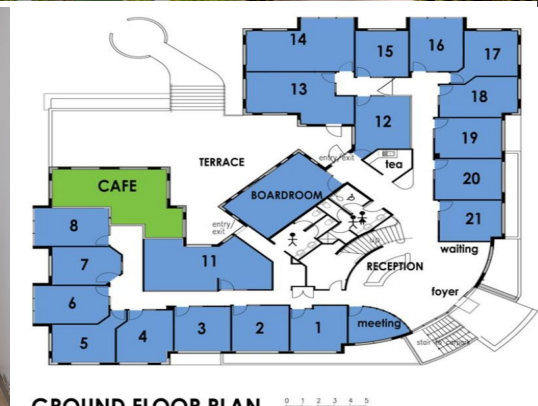 14
15
16
17
13
18
12
19
entry/exit
tea
TERRACE
20
CAFE
BOARDROOM
21
8
entry/
exit
up
waiting
11
7
RECEPTION
foyer
6
meeting
5
4
3
2
1
GROUND FLOOR PLAN
0 1 2 3 4 5